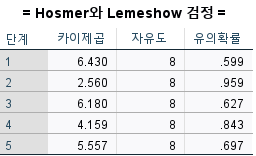 = Hosmer와 Lemeshow 검정 =
단계 카이제곱 자유도 유의확률
1 6.430 8 .599
2 2.560 8 .959
3 6.180 8 .627
4 4.159 8 .843
5 5.557 8 .697